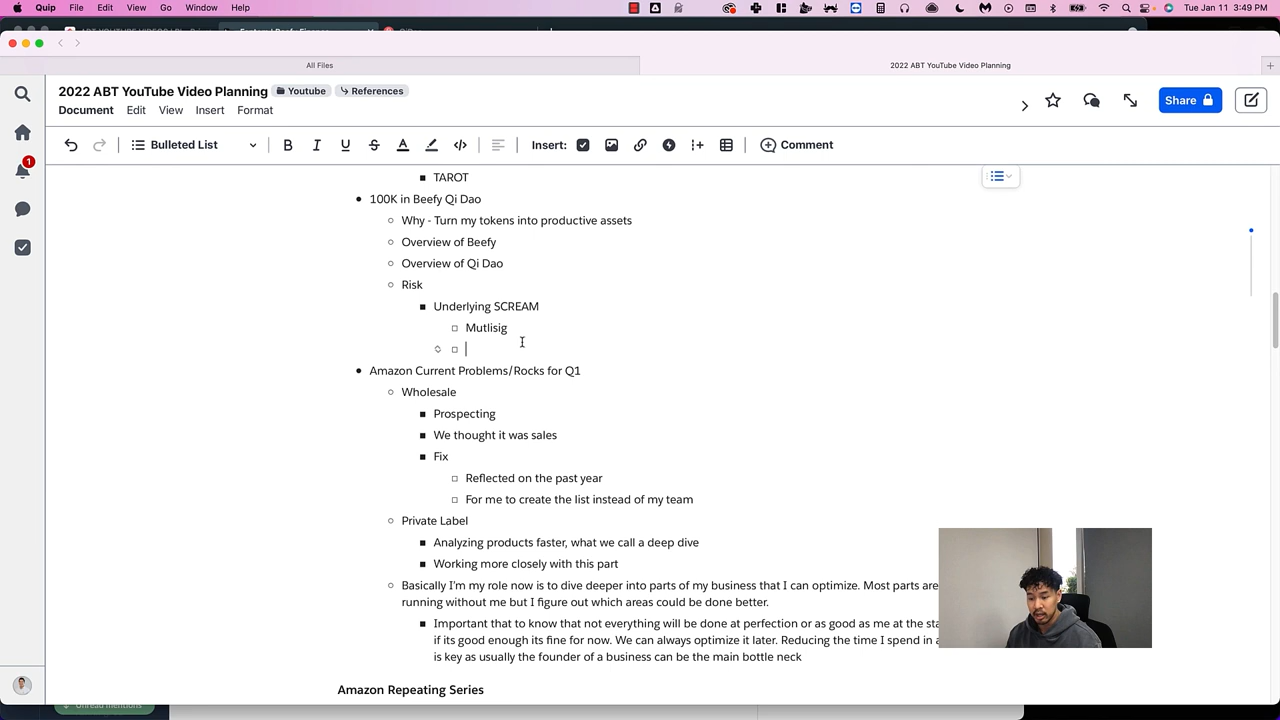 Quip File Edit View Insert Go Window Help
Tue Jan 11 3:49 PM
All Files
2022 ABT YouTube Video Planning
2022 ABT YouTube Video Planning Youtube References
Document Edit View Insert Format
Share
1
Bulleted List
B I U S A
Insert:
Comment
TAROT
100K in Beefy Qi Dao
Why - Turn my tokens into productive assets
Overview of Beefy
Overview of Qi Dao
Risk
Underlying SCREAM
Mutlisig
Amazon Current Problems/Rocks for Q1
Wholesale
Prospecting
We thought it was sales
Fix
Reflected on the past year
For me to create the list instead of my team
Private Label
Analyzing products faster, what we call a deep dive
Working more closely with this part
Basically I'm my role now is to dive deeper into parts of my business that I can optimize. Most parts are
running without me but I figure out which areas could be done better.
Important that to know that not everything will be done at perfection or as good as me at the
if its good enough its fine for now. We can always optimize it later. Reducing the time I spend in
is key as usually the founder of a business can be the main bottle neck
Amazon Repeating Series
Unread mentions